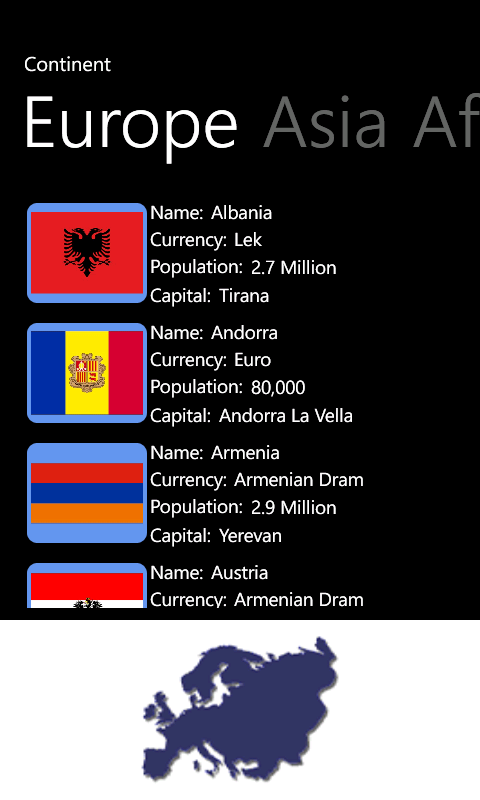 Continent
Europe Asia Af
Name: Albania
Currency: Lek
Population: 2.7 Million
Capital: Tirana
Name: Andorra
Currency: Euro
Population: 80,000
Capital: Andorra La Vella
Name: Armenia
Currency: Armenian Dram
Population: 2.9 Million
Capital: Yerevan
Name: Austria
Currency: Armenian Dram